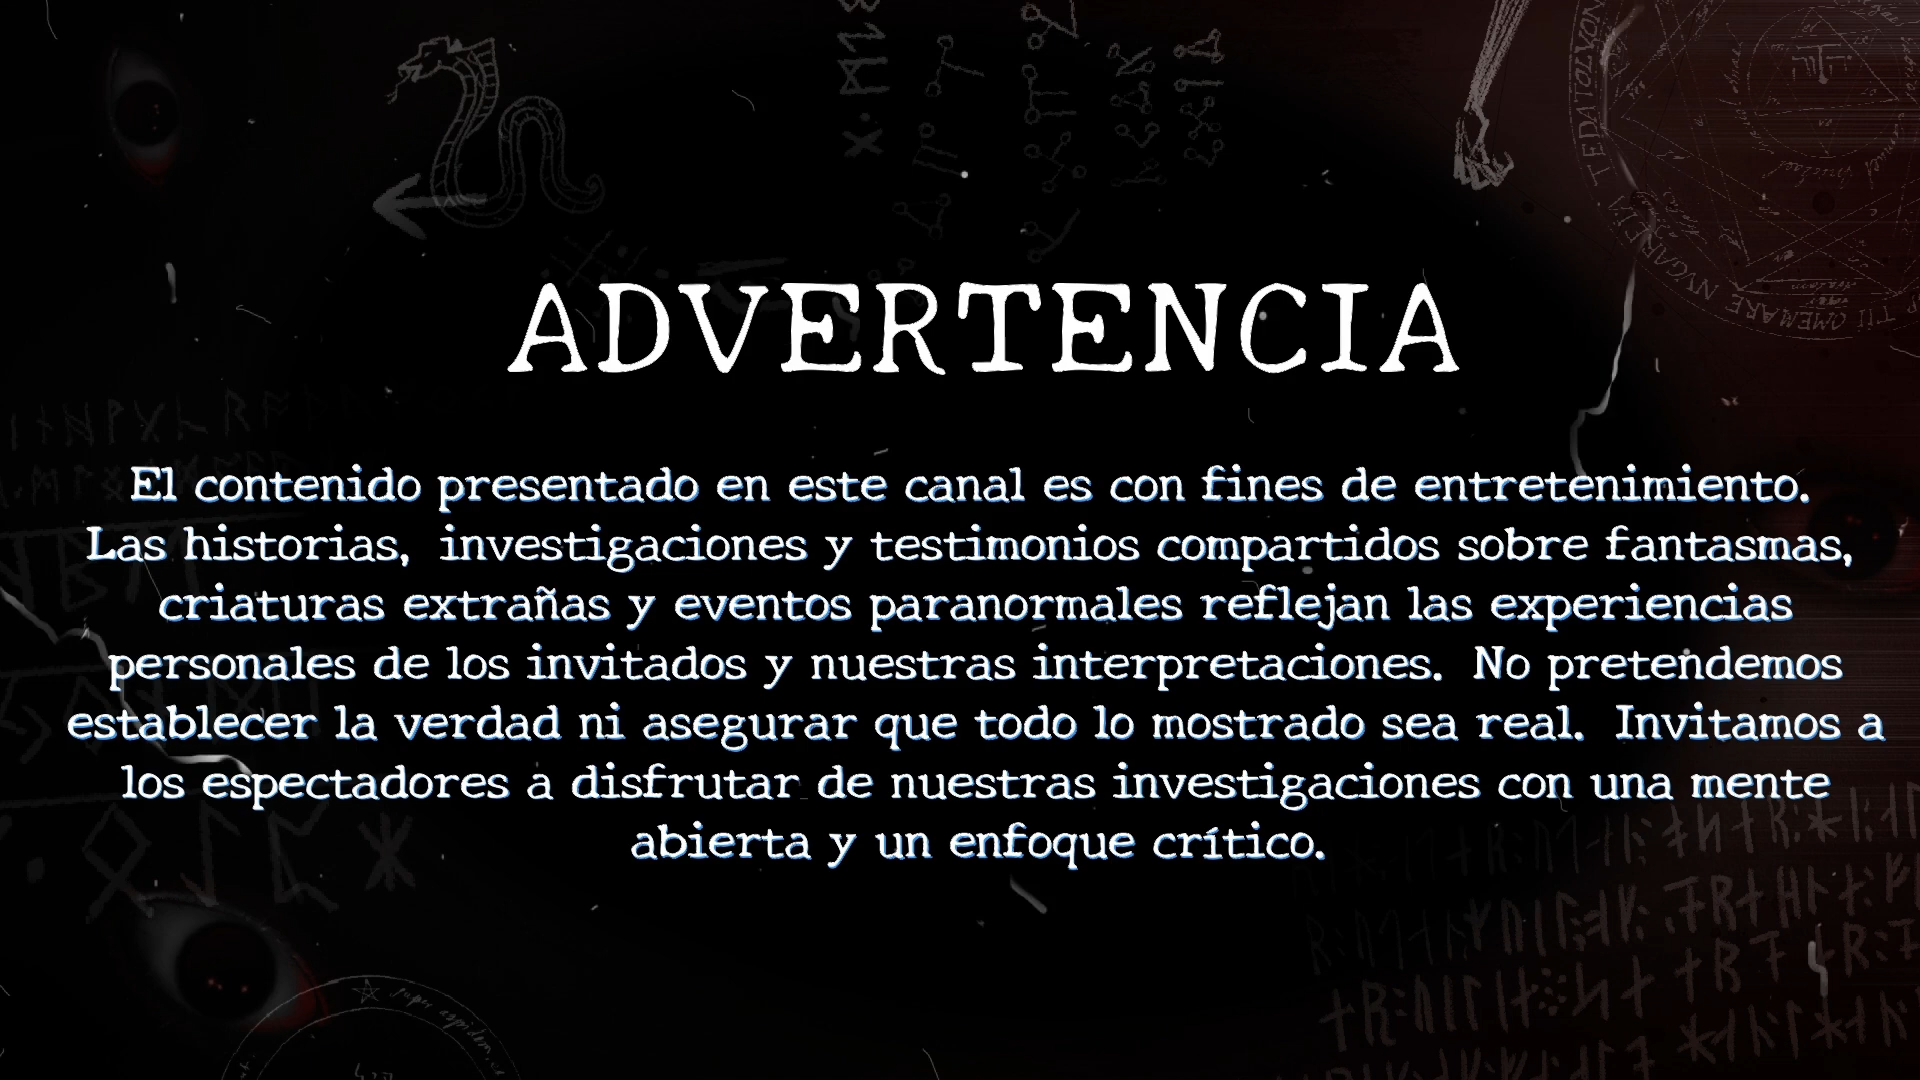 ADVERTENCIA
El contenido presentado en este canal es con fines de entretenimiento.
Las historias, investigaciones y testimonios compartidos sobre fantasmas,
criaturas extrañas y eventos paranormales reflejan las experiencias
personales de los invitados y nuestras interpretaciones. No pretendemos
establecer la verdad ni asegurar que todo lo mostrado sea real. Invitamos a
los espectadores a disfrutar de nuestras investigaciones con una mente
abierta y un enfoque crítico.